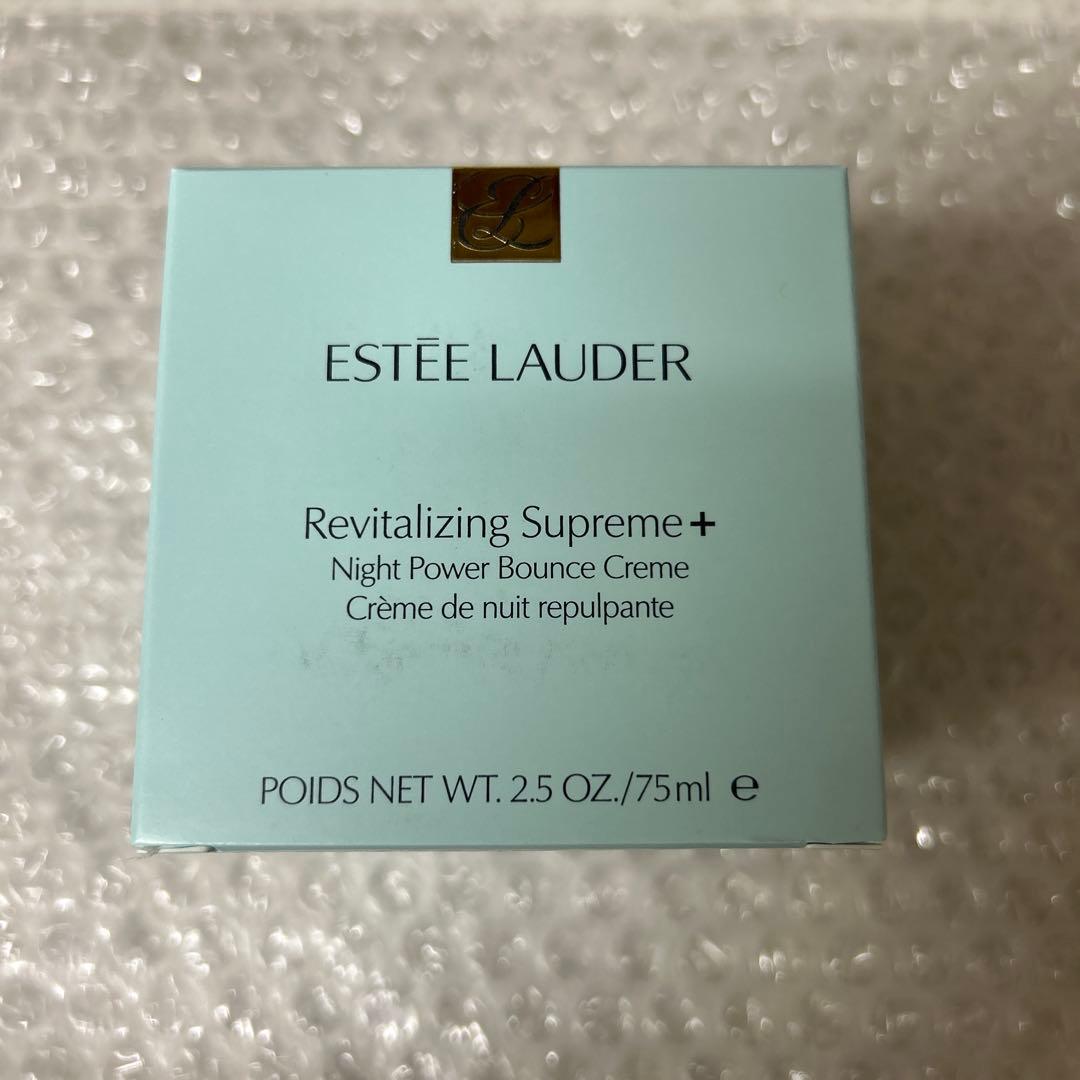 EL
ESTĒE LAUDER
Revitalizing Supreme+
Night Power Bounce Creme
Crème de nuit repulpante
POIDS NET WT. 2.5 OZ./75ml ℮